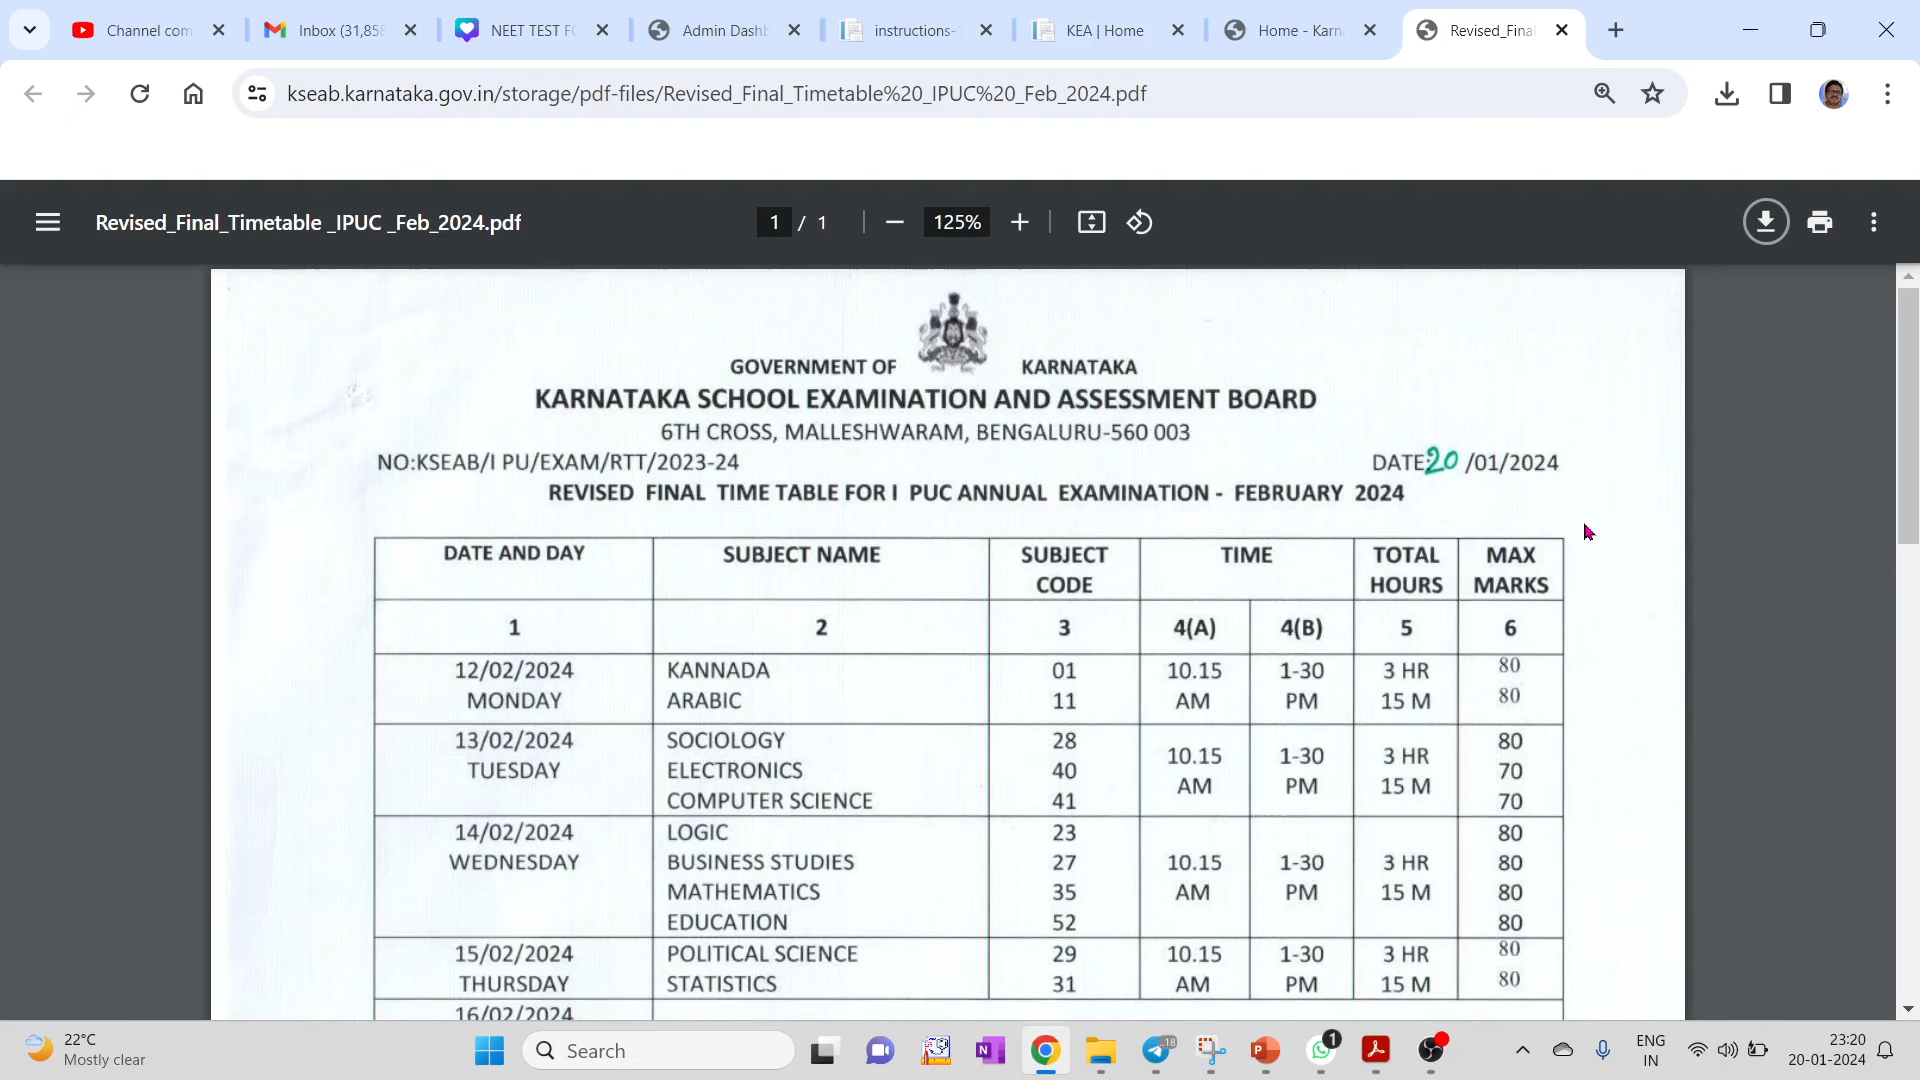 Channel com
Inbox (31,858
NEET TEST FO
Admin Dashb
instructions-
KEA | Home
Home - Karna
Revised_Final
kseab.karnataka.gov.in/storage/pdf-files/Revised_Final_Timetable%20_IPUC%20_Feb_2024.pdf
Revised_Final_Timetable _IPUC _Feb_2024.pdf
1 / 1
125%
GOVERNMENT OF KARNATAKA
KARNATAKA SCHOOL EXAMINATION AND ASSESSMENT BOARD
6TH CROSS, MALLESHWARAM, BENGALURU-560 003
NO:KSEAB/I PU/EXAM/RTT/2023-24 DATE:20 /01/2024
REVISED FINAL TIME TABLE FOR I PUC ANNUAL EXAMINATION - FEBRUARY 2024
DATE AND DAY SUBJECT NAME SUBJECT TIME TOTAL MAX
CODE HOURS MARKS
1 2 3 4(A) 4(B) 5 6
12/02/2024 KANNADA 01 10.15 1-30 3 HR 80
MONDAY ARABIC 11 AM PM 15 M 80
13/02/2024 SOCIOLOGY 28 80
10.15 1-30 3 HR
TUESDAY ELECTRONICS 40 70
AM PM 15 M
COMPUTER SCIENCE 41 70
14/02/2024 LOGIC 23 80
WEDNESDAY BUSINESS STUDIES 27 10.15 1-30 3 HR 80
MATHEMATICS 35 AM PM 15 M 80
EDUCATION 52 80
15/02/2024 POLITICAL SCIENCE 29 10.15 1-30 3 HR 80
THURSDAY STATISTICS 31 AM PM 15 M 80
16/02/2024
22°C
Mostly clear
Search
18
1
ENG
IN
23:20
20-01-2024